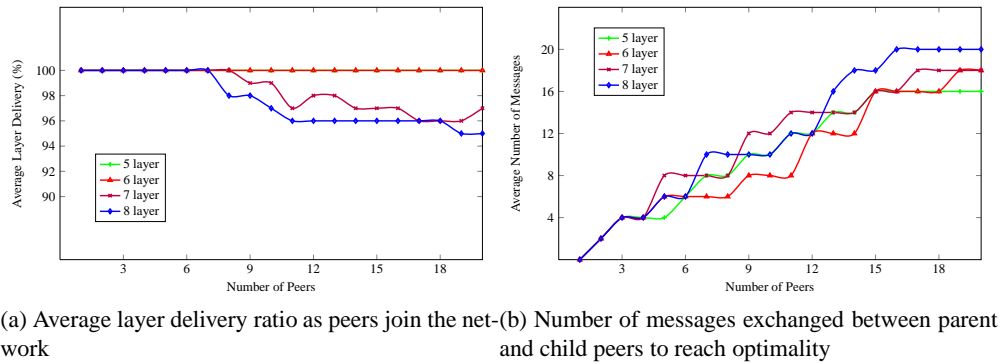 100
98
96
94
92
90
Average Layer Delivery (%)
5 layer
6 layer
7 layer
8 layer
3 6 9 12 15 18
Number of Peers
20
16
12
8
4
Average Number of Messages
5 layer
6 layer
7 layer
8 layer
3 6 9 12 15 18
Number of Peers
(a) Average layer delivery ratio as peers join the net-
work
(b) Number of messages exchanged between parent
and child peers to reach optimality